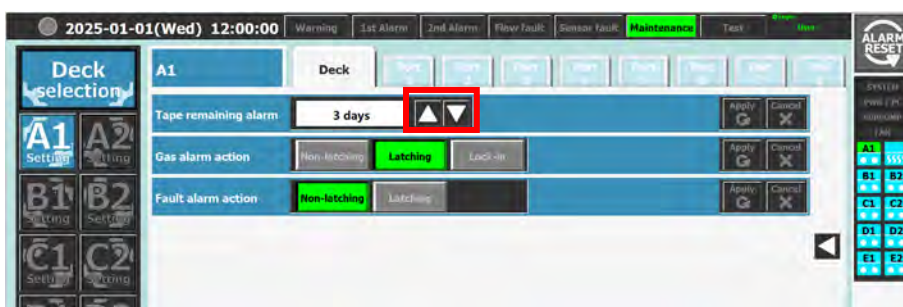 2025-01-01(Wed) 12:00:00 Warning 1st Alarm 2nd Alarm Flow fault Sensor fault Maintenance Test User
ALARM
RESET
Deck
selection
A1 Deck
Tape remaining alarm 3 days Apply Cancel
Gas alarm action Non-latching Latching Lock-in Apply Cancel
Fault alarm action Non-latching Latching Apply Cancel
A1 A2
Setting Setting
B1 B2
Setting Setting
C1 C2
Setting Setting
SYSTEM
A1
B1 B2
C1 C2
D1 D2
E1 E2